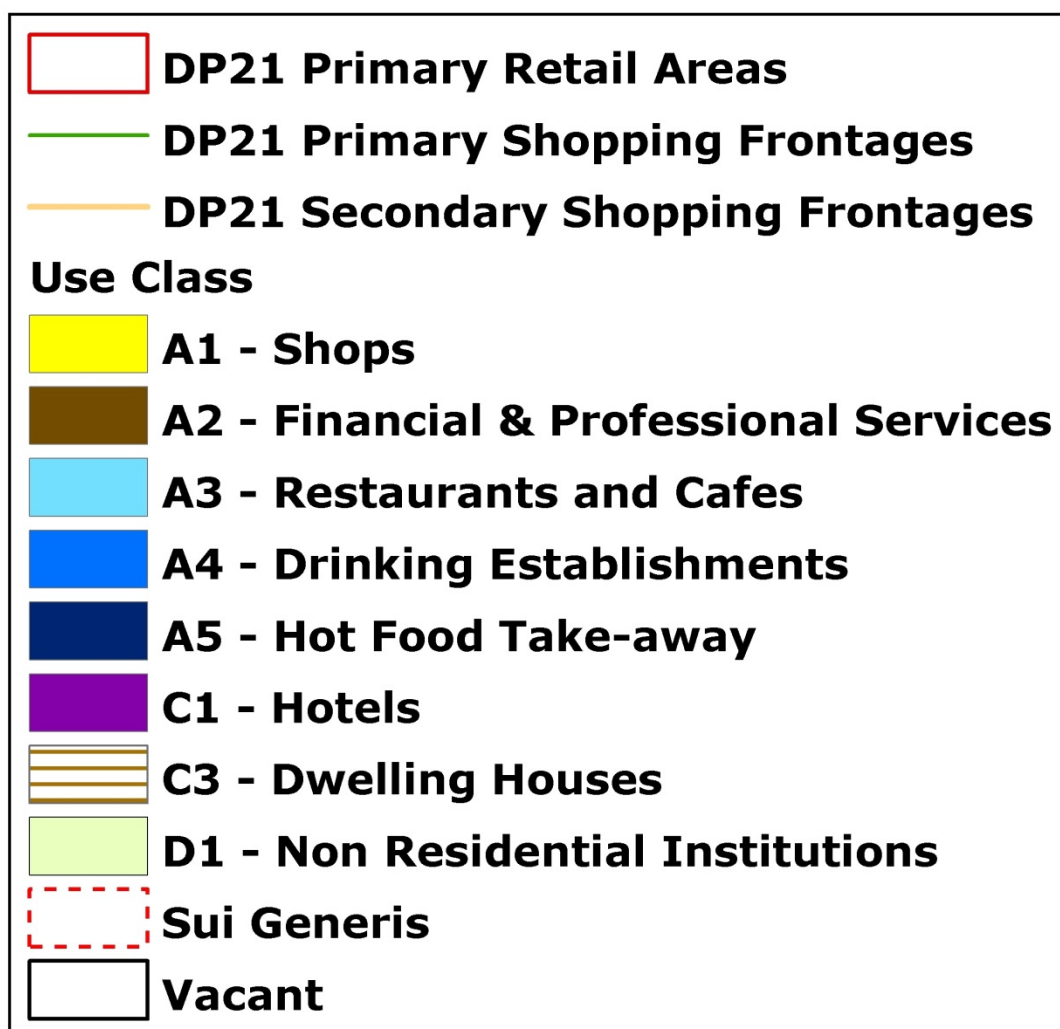 DP21 Primary Retail Areas
DP21 Primary Shopping Frontages
DP21 Secondary Shopping Frontages
Use Class
A1 - Shops
A2 - Financial & Professional Services
A3 - Restaurants and Cafes
A4 - Drinking Establishments
A5 - Hot Food Take-away
C1 - Hotels
C3 - Dwelling Houses
D1 - Non Residential Institutions
Sui Generis
Vacant